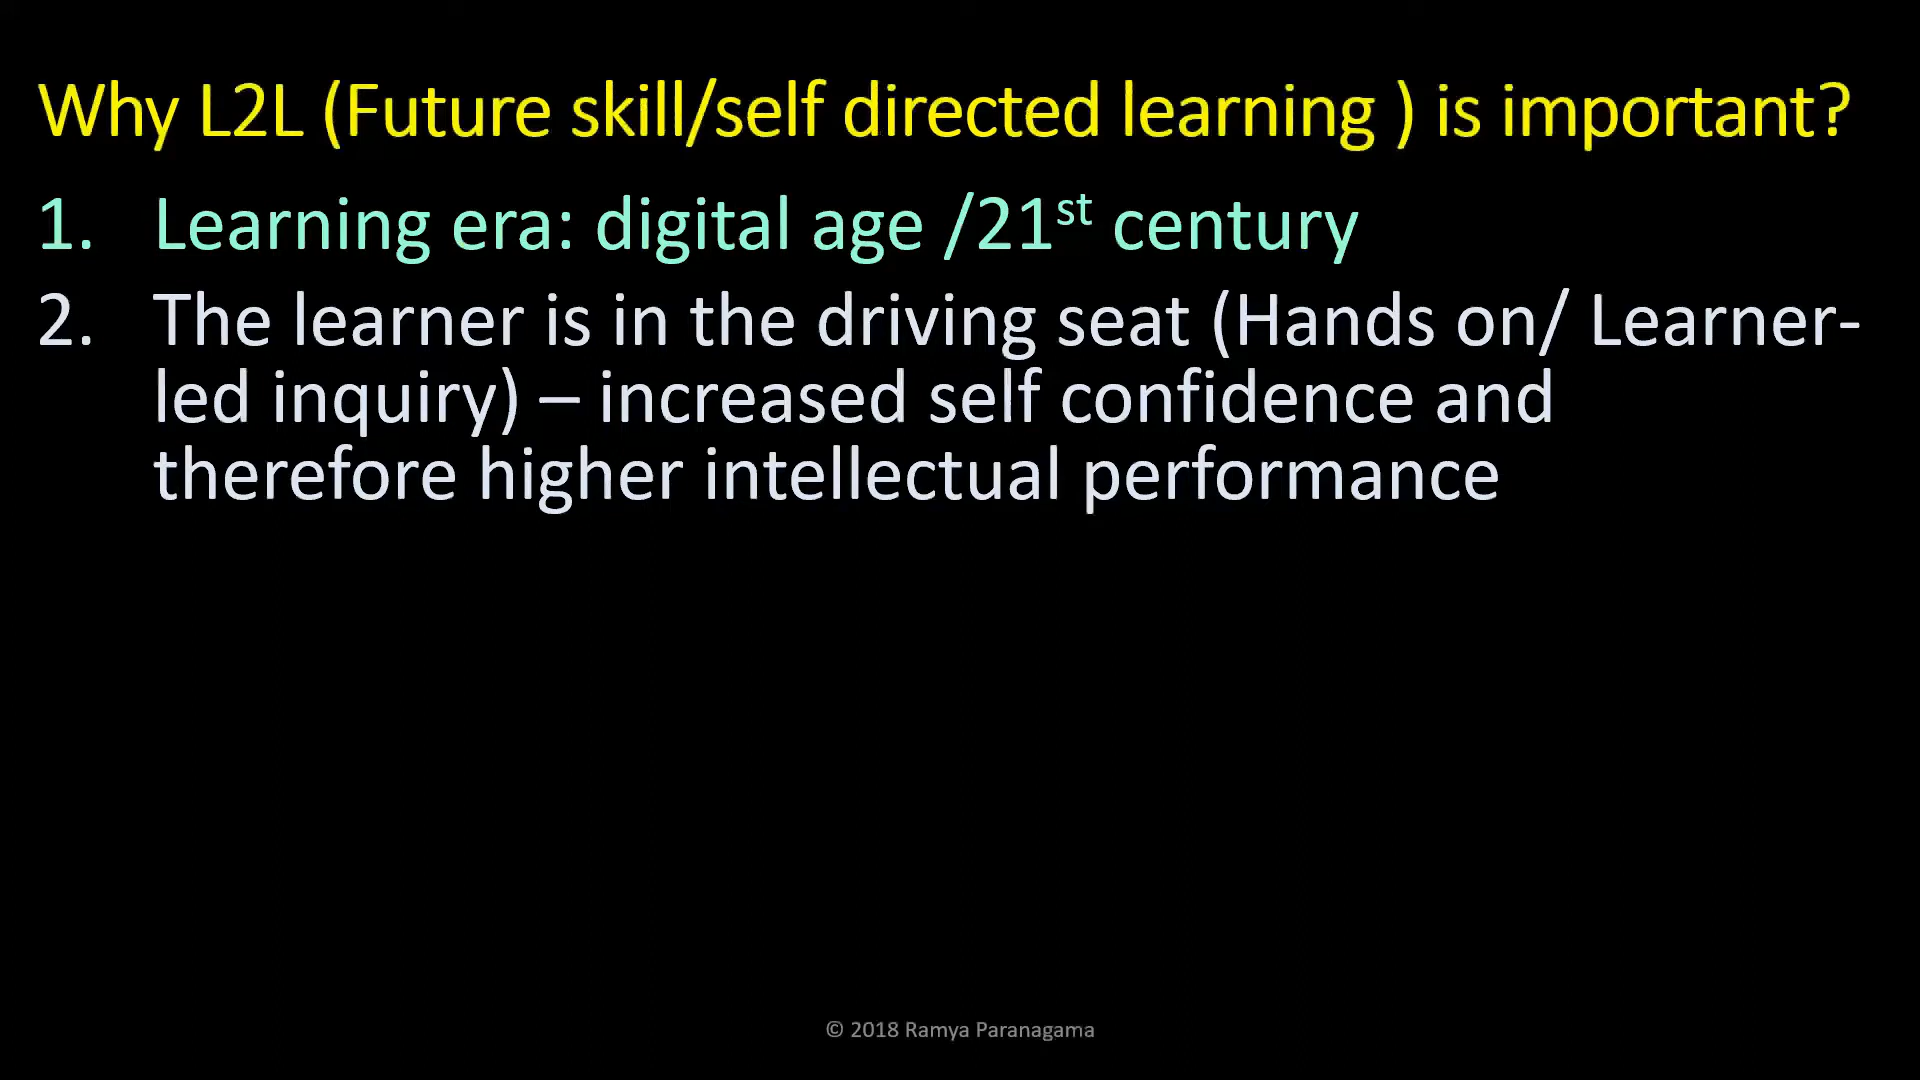 Why L2L (Future skill/self directed learning ) is important?
1. Learning era: digital age /21st century
2. The learner is in the driving seat (Hands on/ Learner-
led inquiry) – increased self confidence and
therefore higher intellectual performance
© 2018 Ramya Paranagama